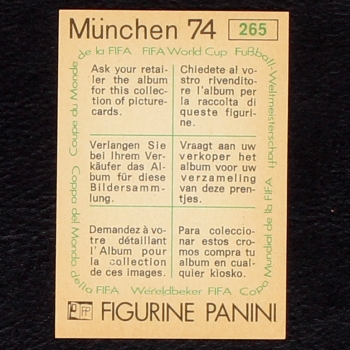 München 74 265
de la FIFA FIFA World Cup Fußball-Weltmeisterschaft
Coupe du Monde
Ask your retai-
ler the album
for this collec-
tion of picture-
cards.
Chiedete al vo-
stro rivendito-
re l'album per
la raccolta di
queste figuri-
ne.
Verlangen Sie
bei Ihrem Ver-
käufer das Al-
bum für diese
Bildersamm-
lung.
Vraagt aan uw
verkoper het
album voor uw
verzameling
van deze pren-
tjes.
Demandez à vo-
tre détaillant
l'Album pour
la collection
de ces images.
Para coleccio-
nar estos cro-
mos compra tu
album en cual-
quier kiosko.
Coppa del Mondo
della FIFA Wereldbeker FIFA Copa Mundial de la FIFA
FIGURINE PANINI